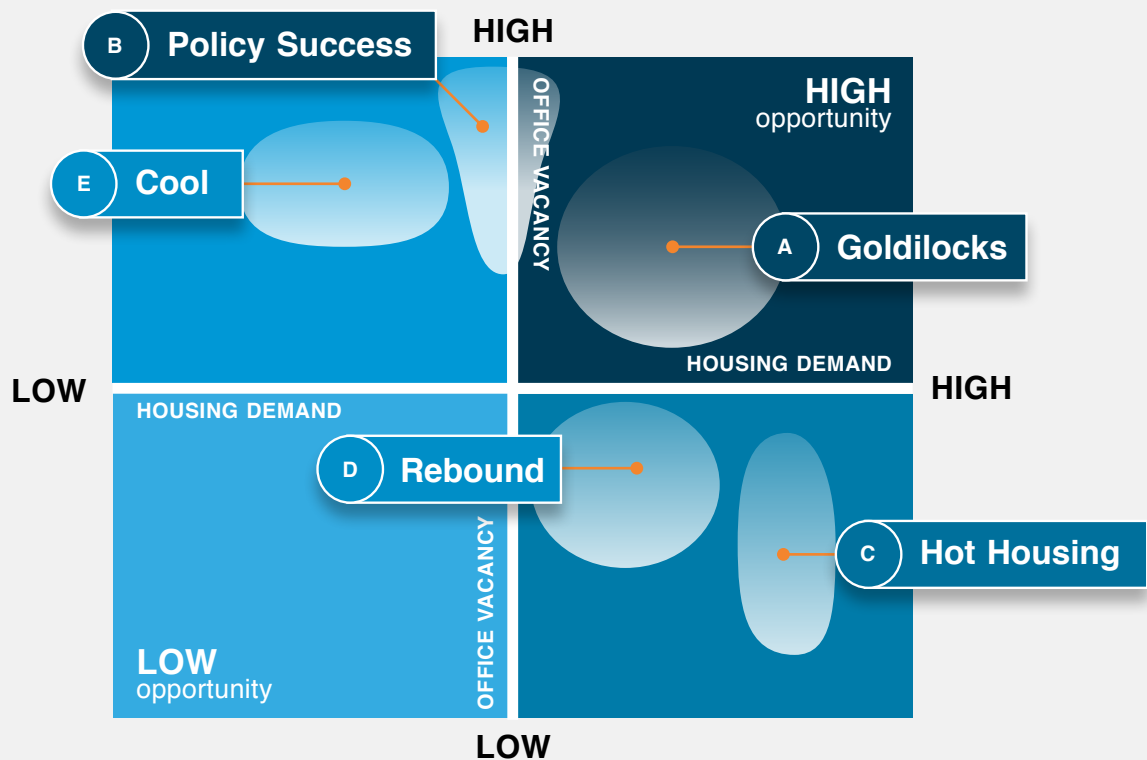 HIGH
B
Policy Success
OFFICE VACANCY
HIGH
opportunity
E
Cool
A
Goldilocks
HOUSING DEMAND
LOW
HIGH
HOUSING DEMAND
D
Rebound
OFFICE VACANCY
C
Hot Housing
LOW
opportunity
LOW